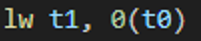 lw t1, 0(t0)